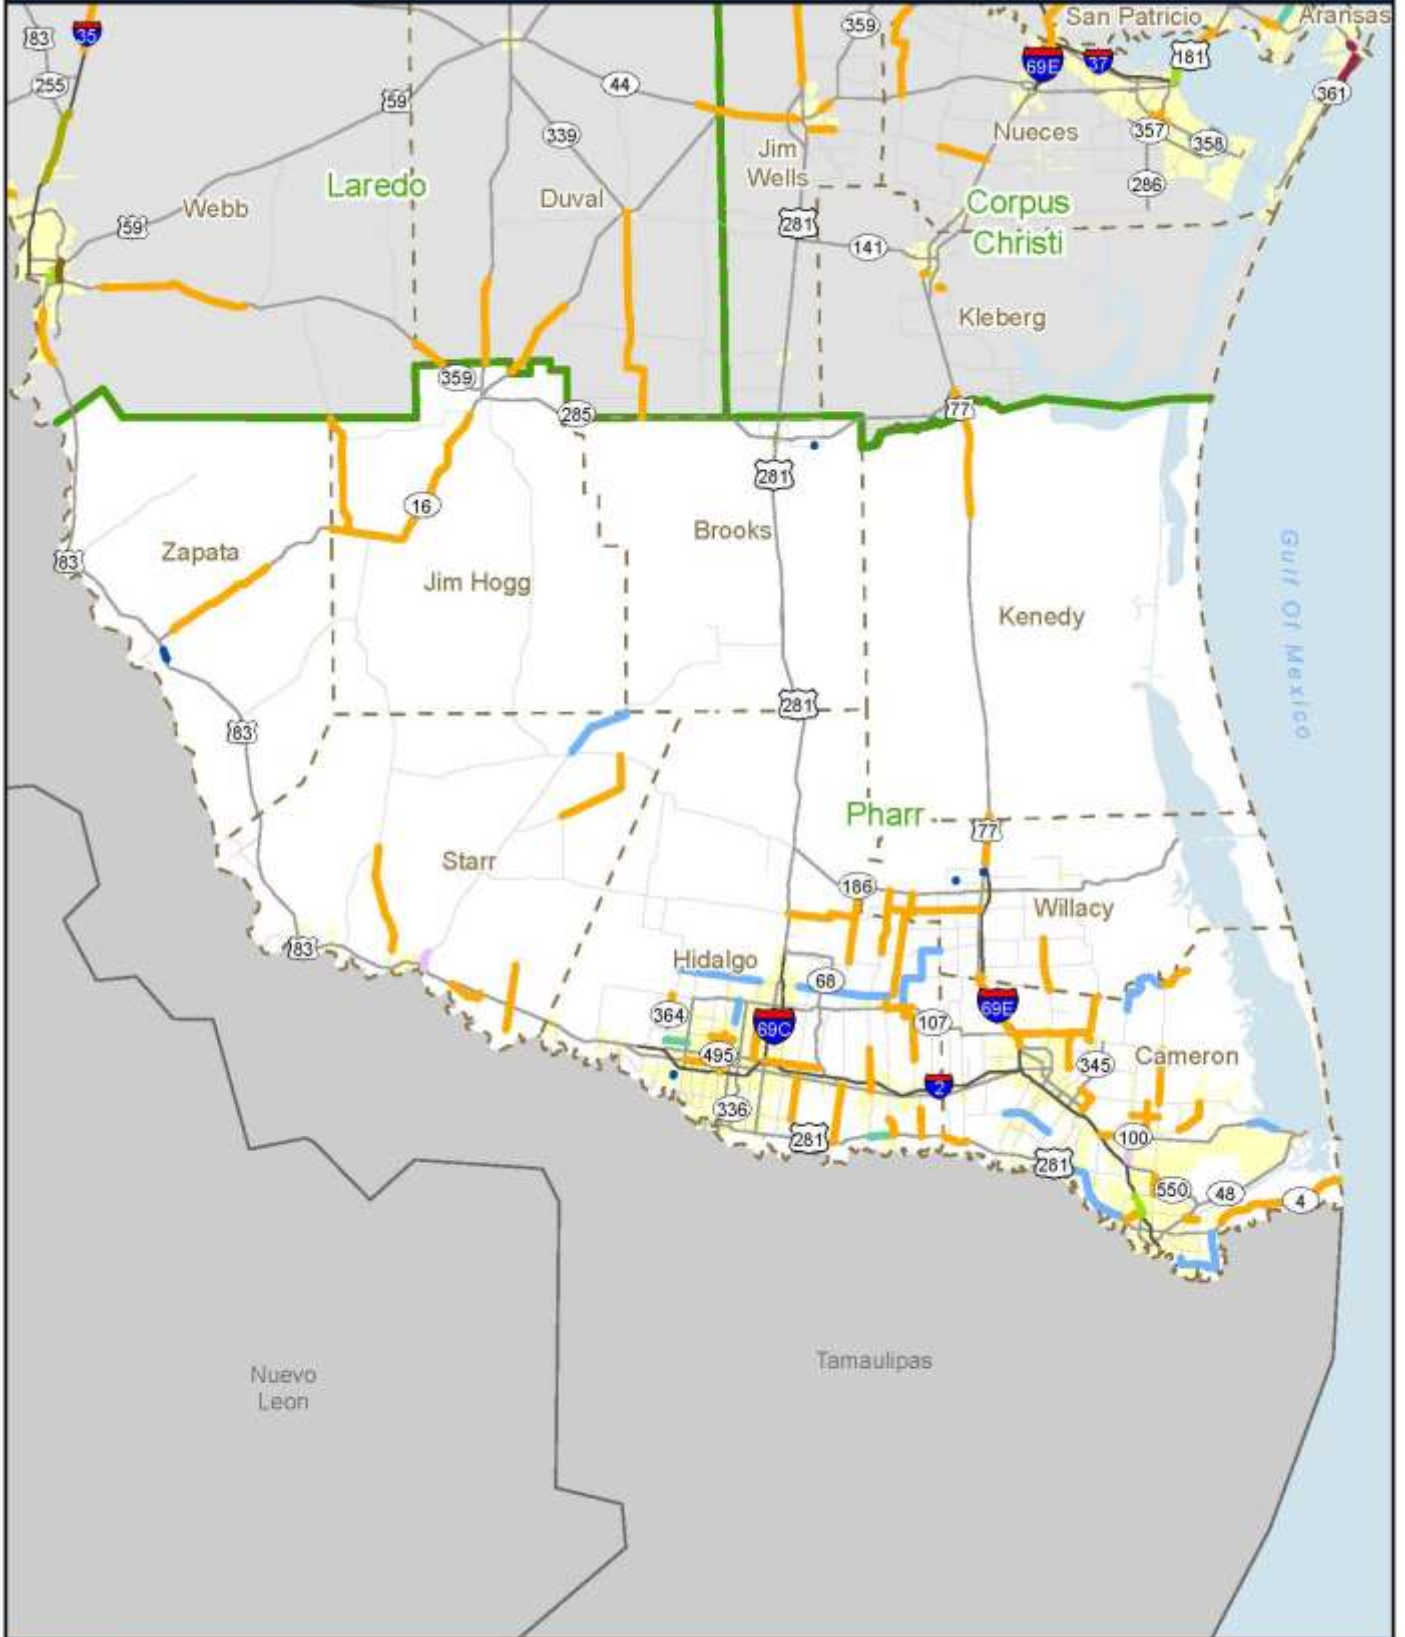 San Patricio
Aransas
83
35
359
69E
37
181
255
44
59
361
339
Nueces
357
358
Jim
Wells
Laredo
Duval
286
Webb
Corpus
Christi
59
281
141
Kleberg
359
285
77
281
16
Brooks
Zapata
83
Jim Hogg
Kenedy
Gulf Of Mexico
281
83
Pharr
77
Starr
186
Willacy
83
Hidalgo
68
364
69C
69E
107
495
345
Cameron
2
336
281
100
281
550
48
4
Tamaulipas
Nuevo
Leon